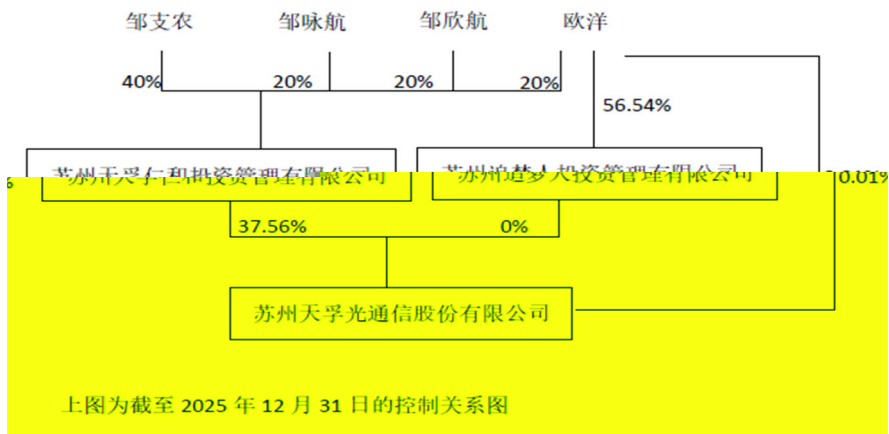 邹支农 邹咏航 邹欣航 欧洋
40% 20% 20% 20%
56.54%
苏州天孚仁和投资管理有限公司 苏州追梦人投资管理有限公司
% 0.01%
37.56% 0%
苏州天孚光通信股份有限公司
上图为截至 2025 年 12 月 31 日的控制关系图